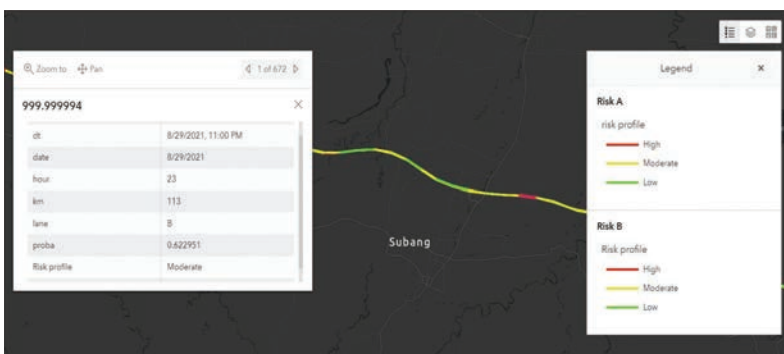 Zoom to Pan 1 of 672
999.999994
dt 8/29/2021, 11:00 PM
date 8/29/2021
hour 23
km 113
lane B
proba 0.622951
Risk profile Moderate
Subang
Legend
Risk A
risk profile
High
Moderate
Low
Risk B
Risk profile
High
Moderate
Low